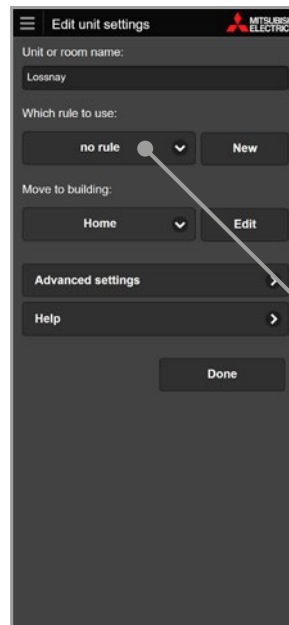 Edit unit settings
MITSUBISHI
ELECTRIC
Unit or room name:
Lossnay
Which rule to use:
no rule
New
Move to building:
Home
Edit
Advanced settings
Help
Done